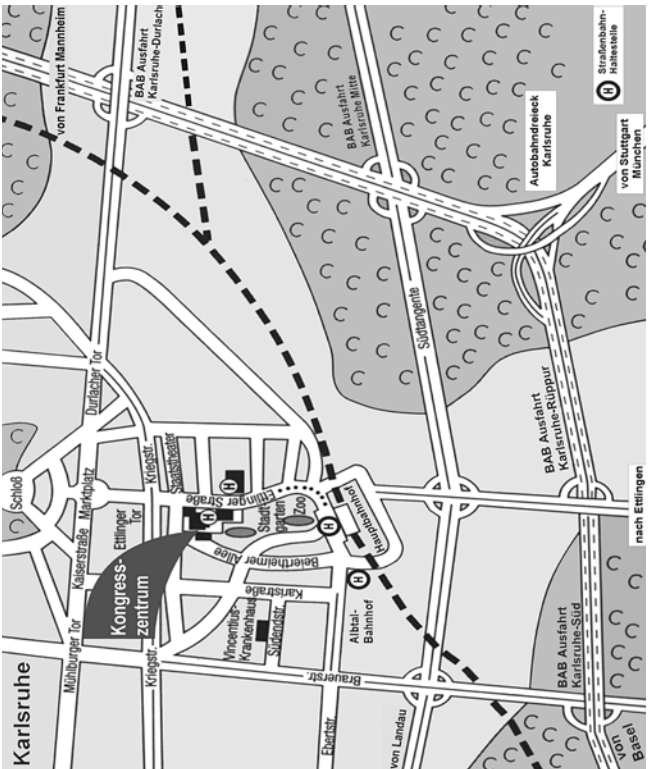 Karlsruhe
Mühlburger Tor
Kaiserstraße
Marktplatz
Durlacher Tor
Schloß
Kongress-
zentrum
Kriegstr.
Ettlinger
Tor
Kriegstr.
Staatstheater
Ettlinger Straße
Stadt-
garten
Zoo
Beiertheimer Allee
Karlstraße
Vincentius-
Krankenhaus
Südendstr.
Brauerstr.
Ebertstr.
Albtal-
Bahnhof
Hauptbahnhof
H
H
H
H
von Landau
Südtangente
von Frankfurt Mannheim
BAB Ausfahrt
Karlsruhe-Durlach
BAB Ausfahrt
Karlsruhe Mitte
Autobahndreieck
Karlsruhe
von Stuttgart
München
BAB Ausfahrt
Karlsruhe-Rüppur
nach Ettlingen
BAB Ausfahrt
Karlsruhe-Süd
von
Basel
H
Straßenbahn-
Haltestelle